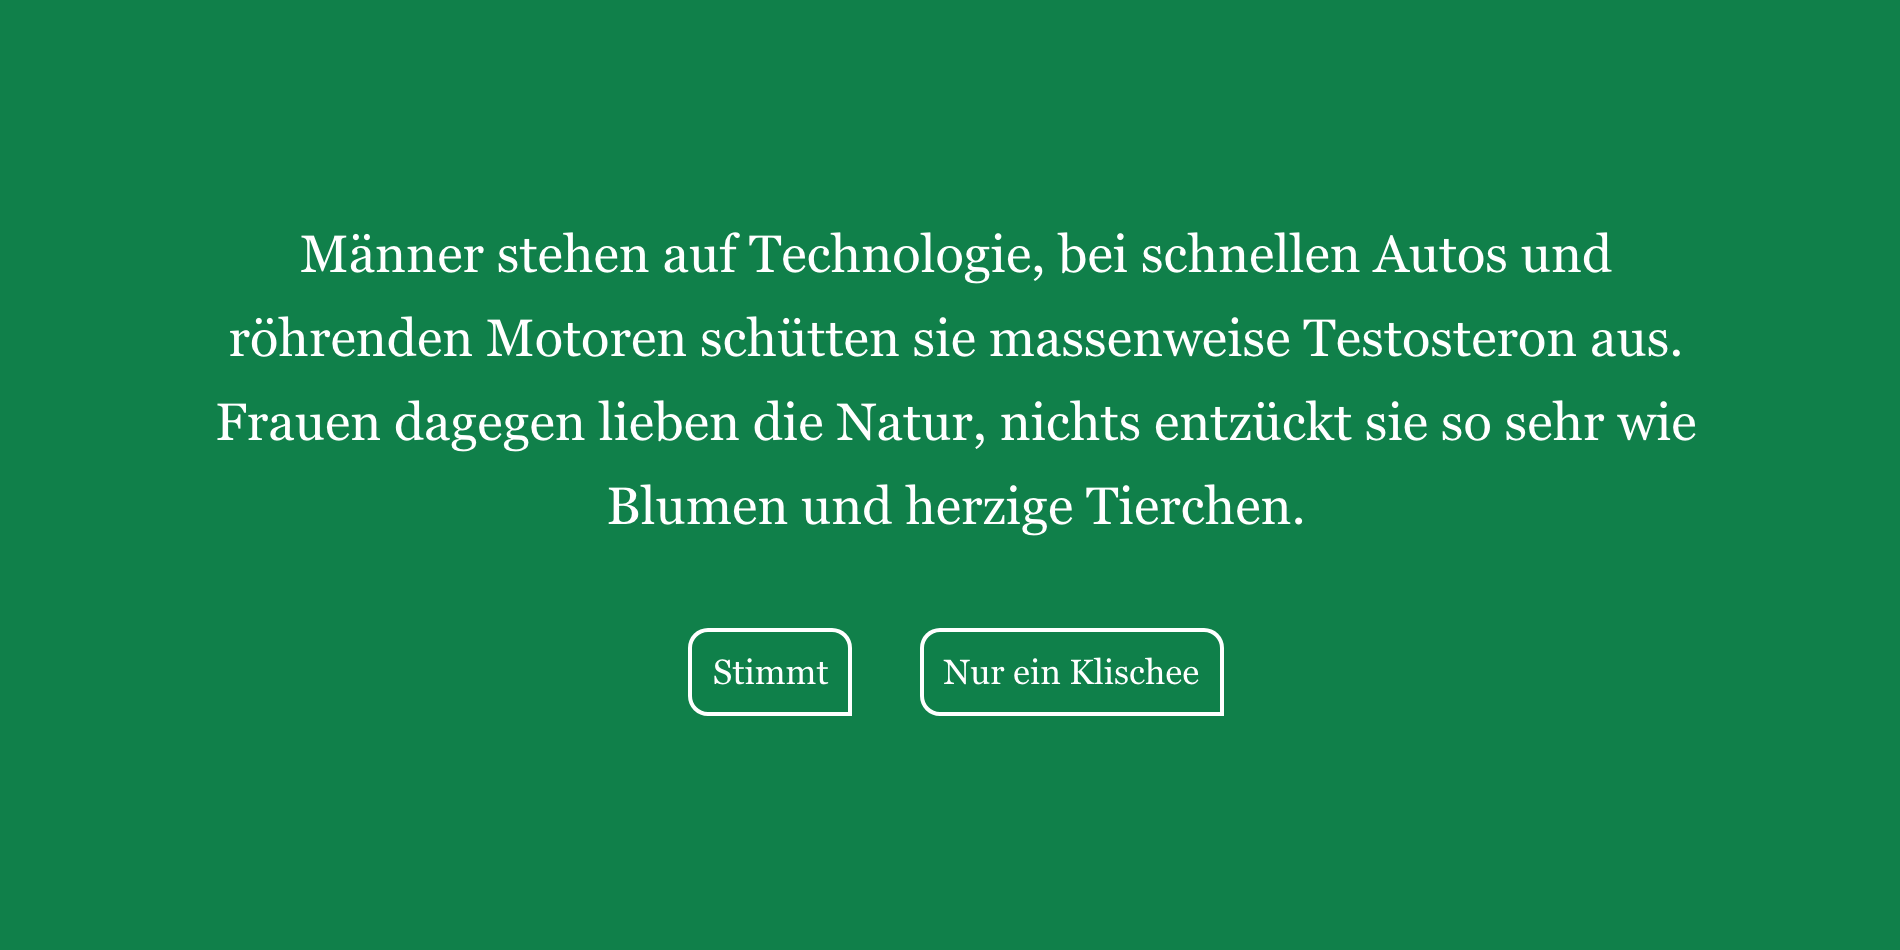 Männer stehen auf Technologie, bei schnellen Autos und
röhrenden Motoren schütten sie massenweise Testosteron aus.
Frauen dagegen lieben die Natur, nichts entzückt sie so sehr wie
Blumen und herzige Tierchen.
Stimmt
Nur ein Klischee